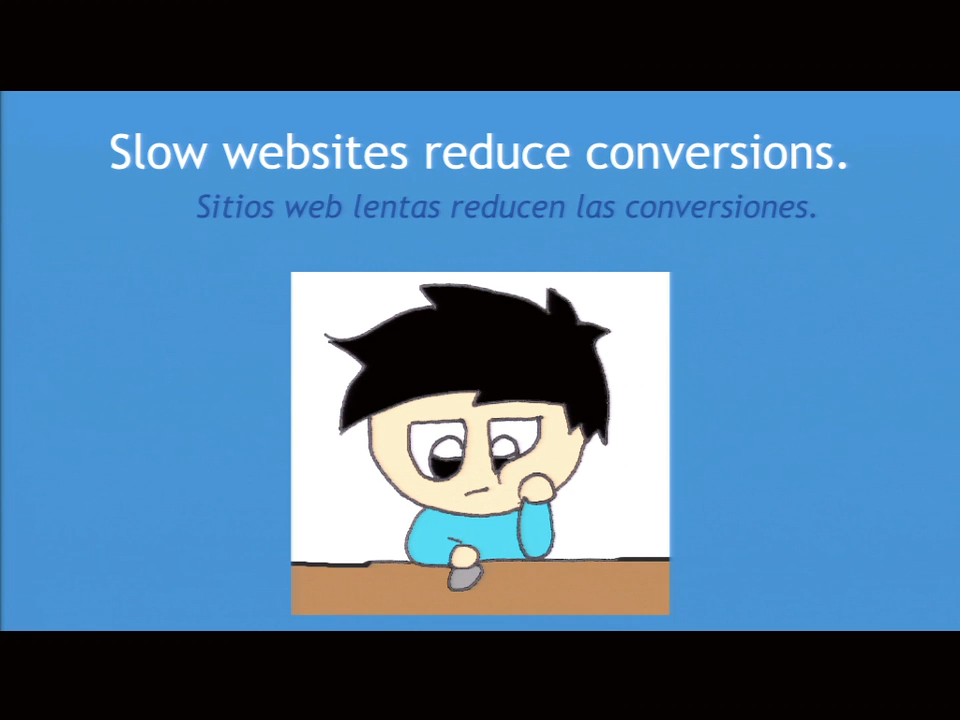 Slow websites reduce conversions.
Sitios web lentas reducen las conversiones.